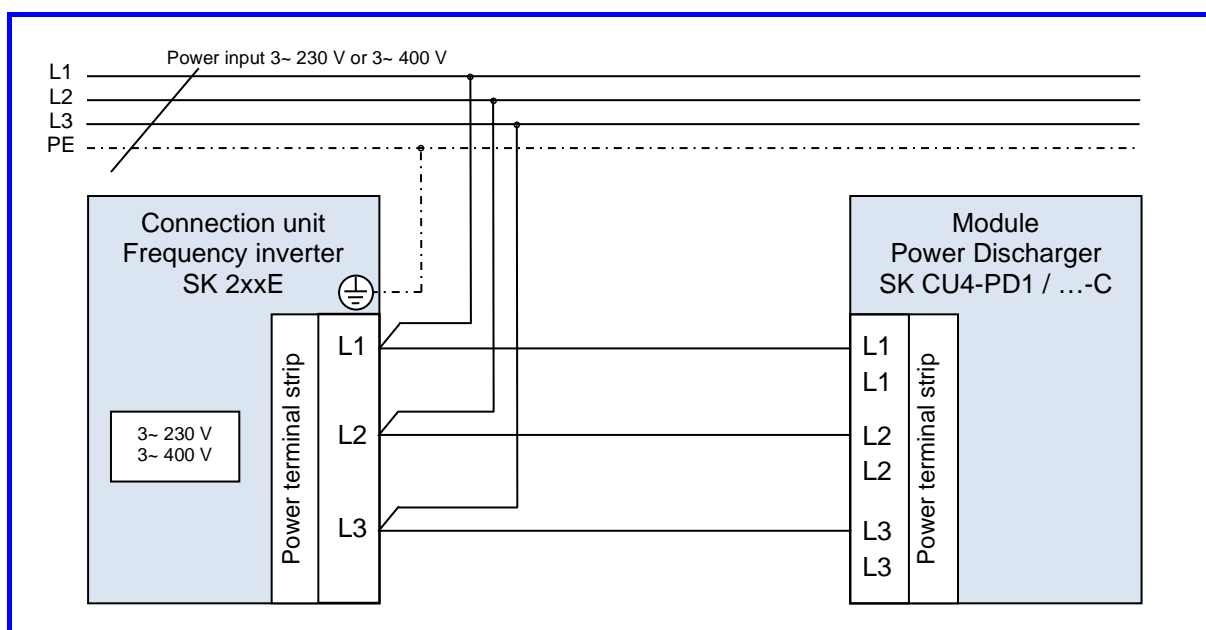 Power input 3~ 230 V or 3~ 400 V
L1
L2
L3
PE
Connection unit
Frequency inverter
SK 2xxE
Power terminal strip
L1
L2
L3
3~ 230 V
3~ 400 V
Module
Power Discharger
SK CU4-PD1 / …-C
L1
L1
L2
L2
L3
L3
Power terminal strip